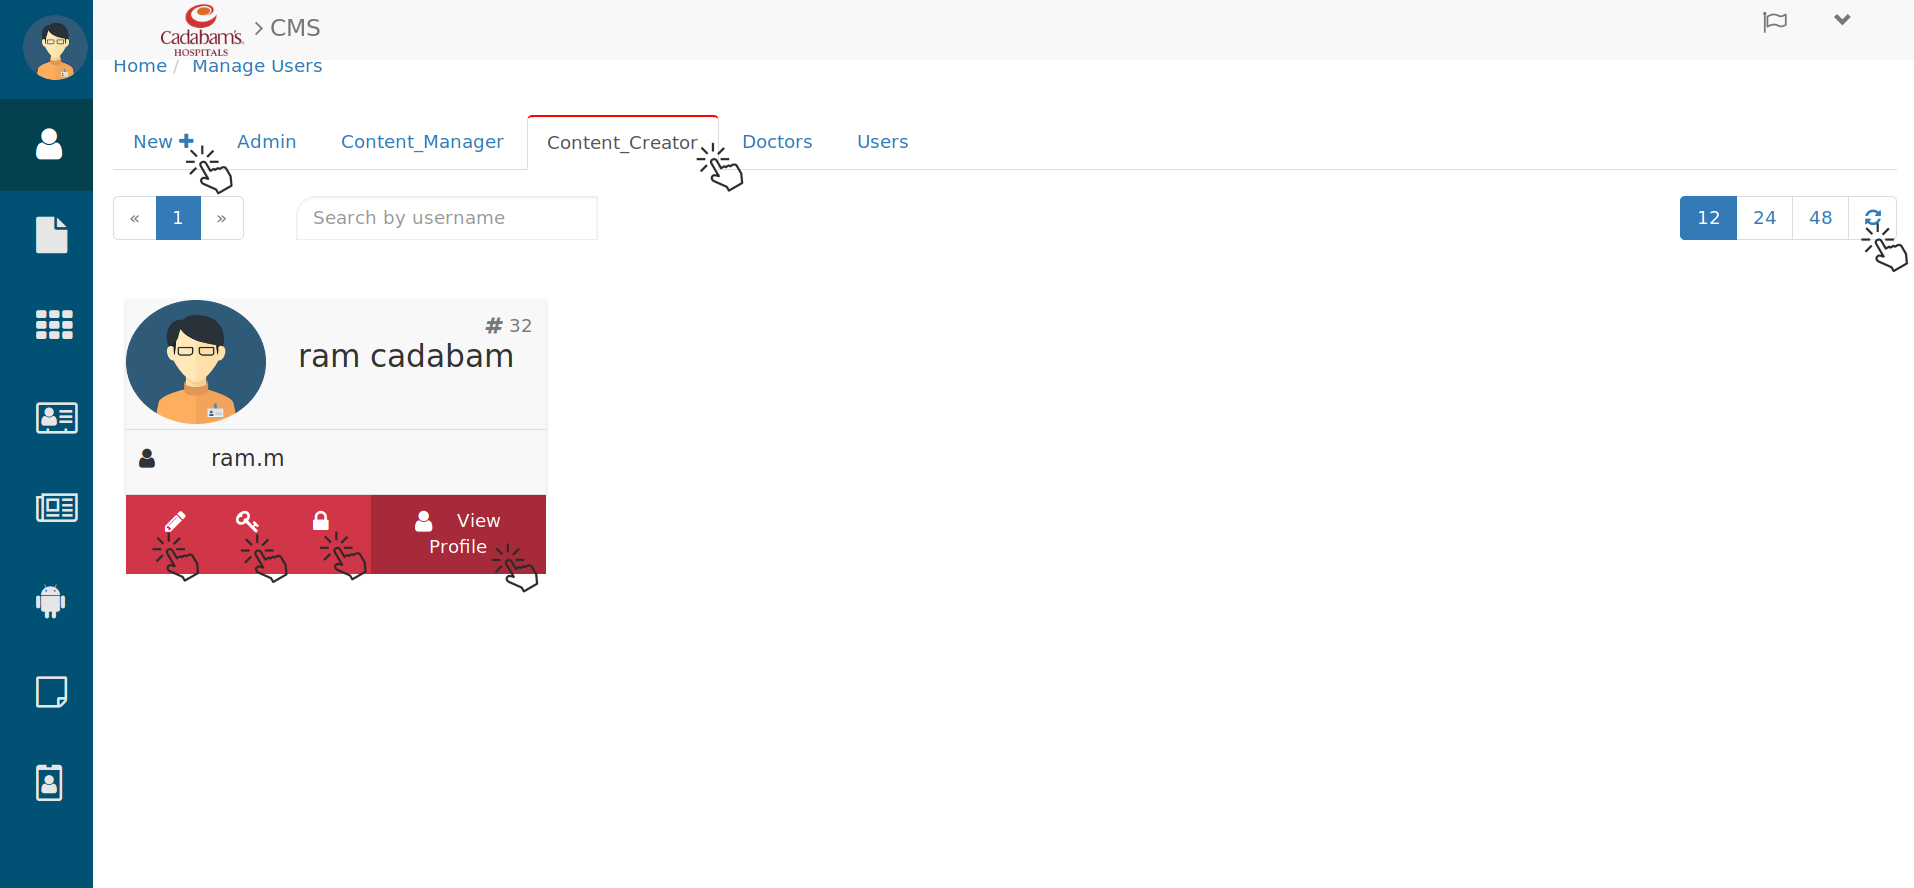 Cadabam's
HOSPITALS
CMS
Home / Manage Users
New Admin Content_Manager Content_Creator Doctors Users
« 1 » Search by username 12 24 48
# 32
ram cadabam
ram.m
View
Profile